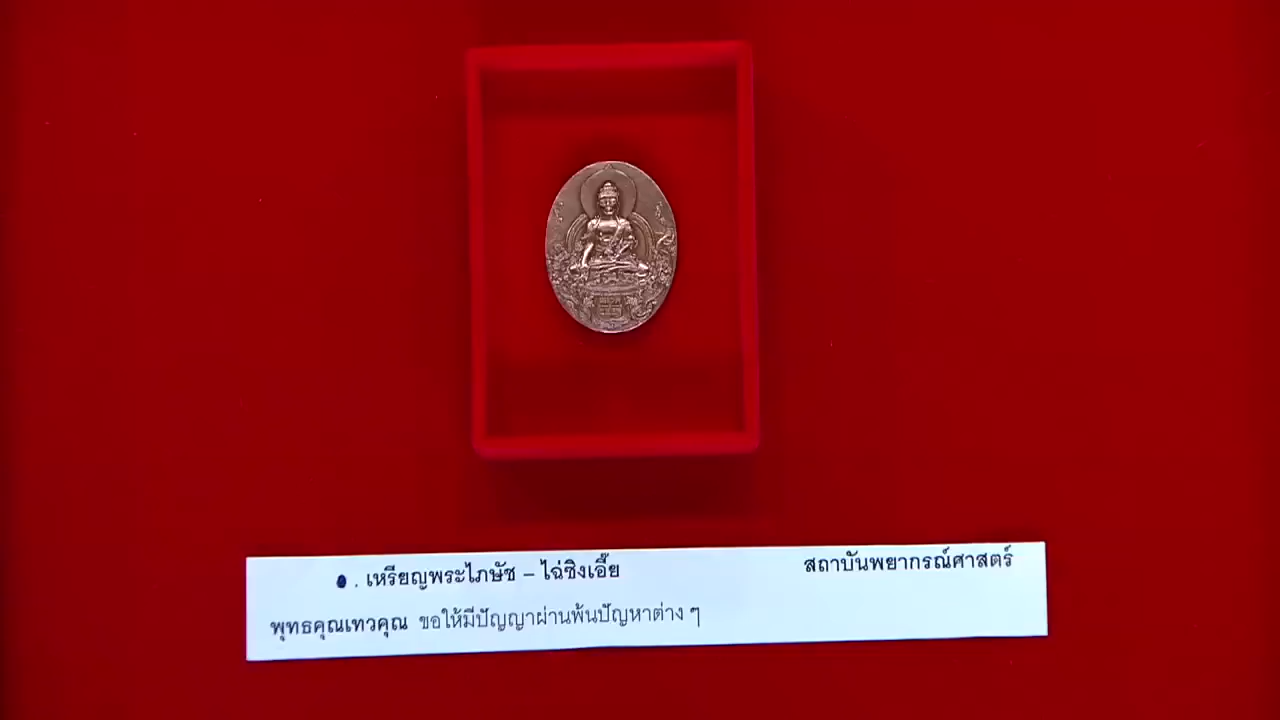 ๑. เหรียญพระไภษัช – ไฉ่ซิงเอี๊ย สถาบันพยากรณ์ศาสตร์
พุทธคุณเทวคุณ ขอให้มีปัญญาผ่านพ้นปัญหาต่าง ๆ